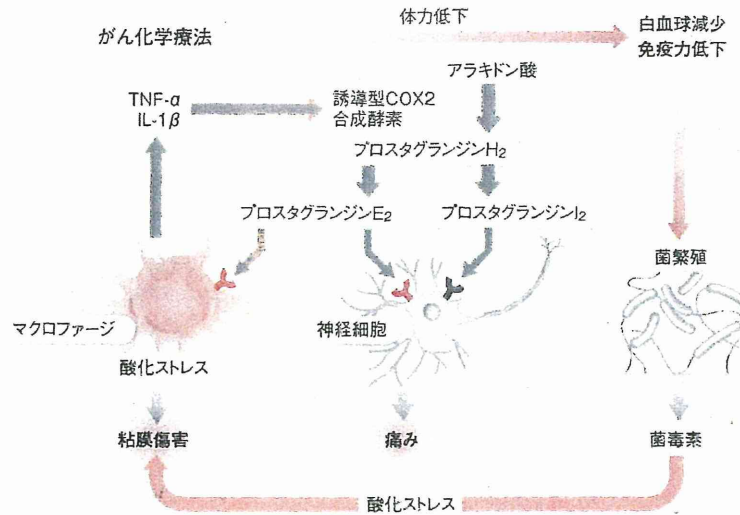 がん化学療法
体力低下
白血球減少
免疫力低下
アラキドン酸
TNF-α
IL-1β
誘導型COX2
合成酵素
プロスタグランジンH₂
プロスタグランジンE₂
プロスタグランジンI₂
菌繁殖
マクロファージ
神経細胞
酸化ストレス
粘膜傷害
痛み
菌毒素
酸化ストレス